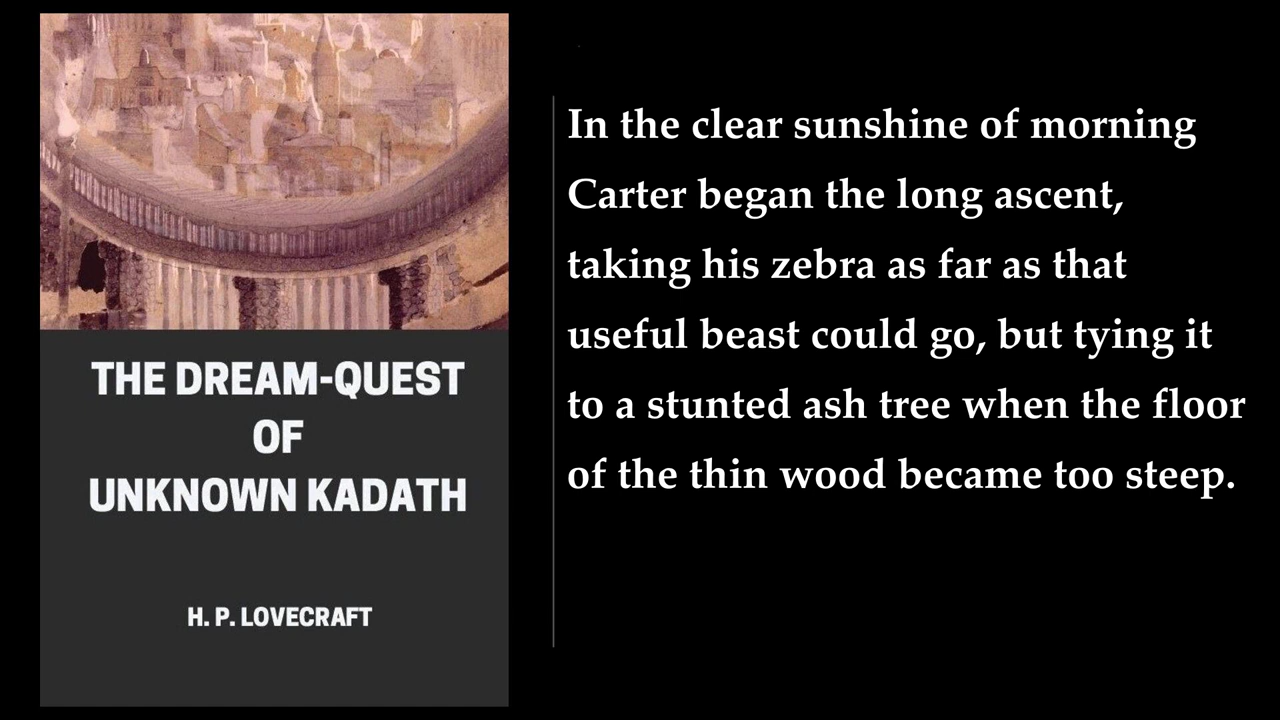 THE DREAM-QUEST
OF
UNKNOWN KADATH
H. P. LOVECRAFT
In the clear sunshine of morning
Carter began the long ascent,
taking his zebra as far as that
useful beast could go, but tying it
to a stunted ash tree when the floor
of the thin wood became too steep.